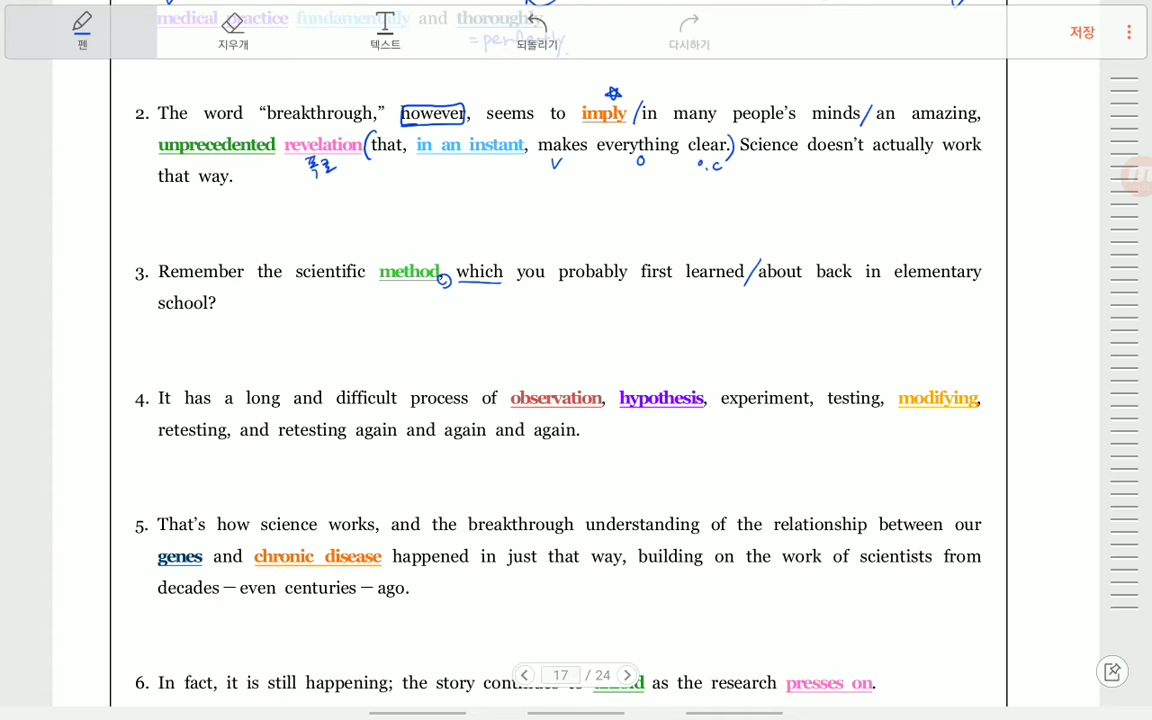 medical practice fundamentally and thoroughly
= perfectly.
펜 지우개 텍스트 되돌리기 다시하기 저장
2. The word “breakthrough,” however, seems to imply / in many people’s minds / an amazing,
unprecedented revelation (that, in an instant, makes everything clear.) Science doesn’t actually work
폭로 V O O.C
that way.
3. Remember the scientific method, which you probably first learned / about back in elementary
school?
4. It has a long and difficult process of observation, hypothesis, experiment, testing, modifying,
retesting, and retesting again and again and again.
5. That’s how science works, and the breakthrough understanding of the relationship between our
genes and chronic disease happened in just that way, building on the work of scientists from
decades — even centuries — ago.
6. In fact, it is still happening; the story as the research presses on.
17 / 24